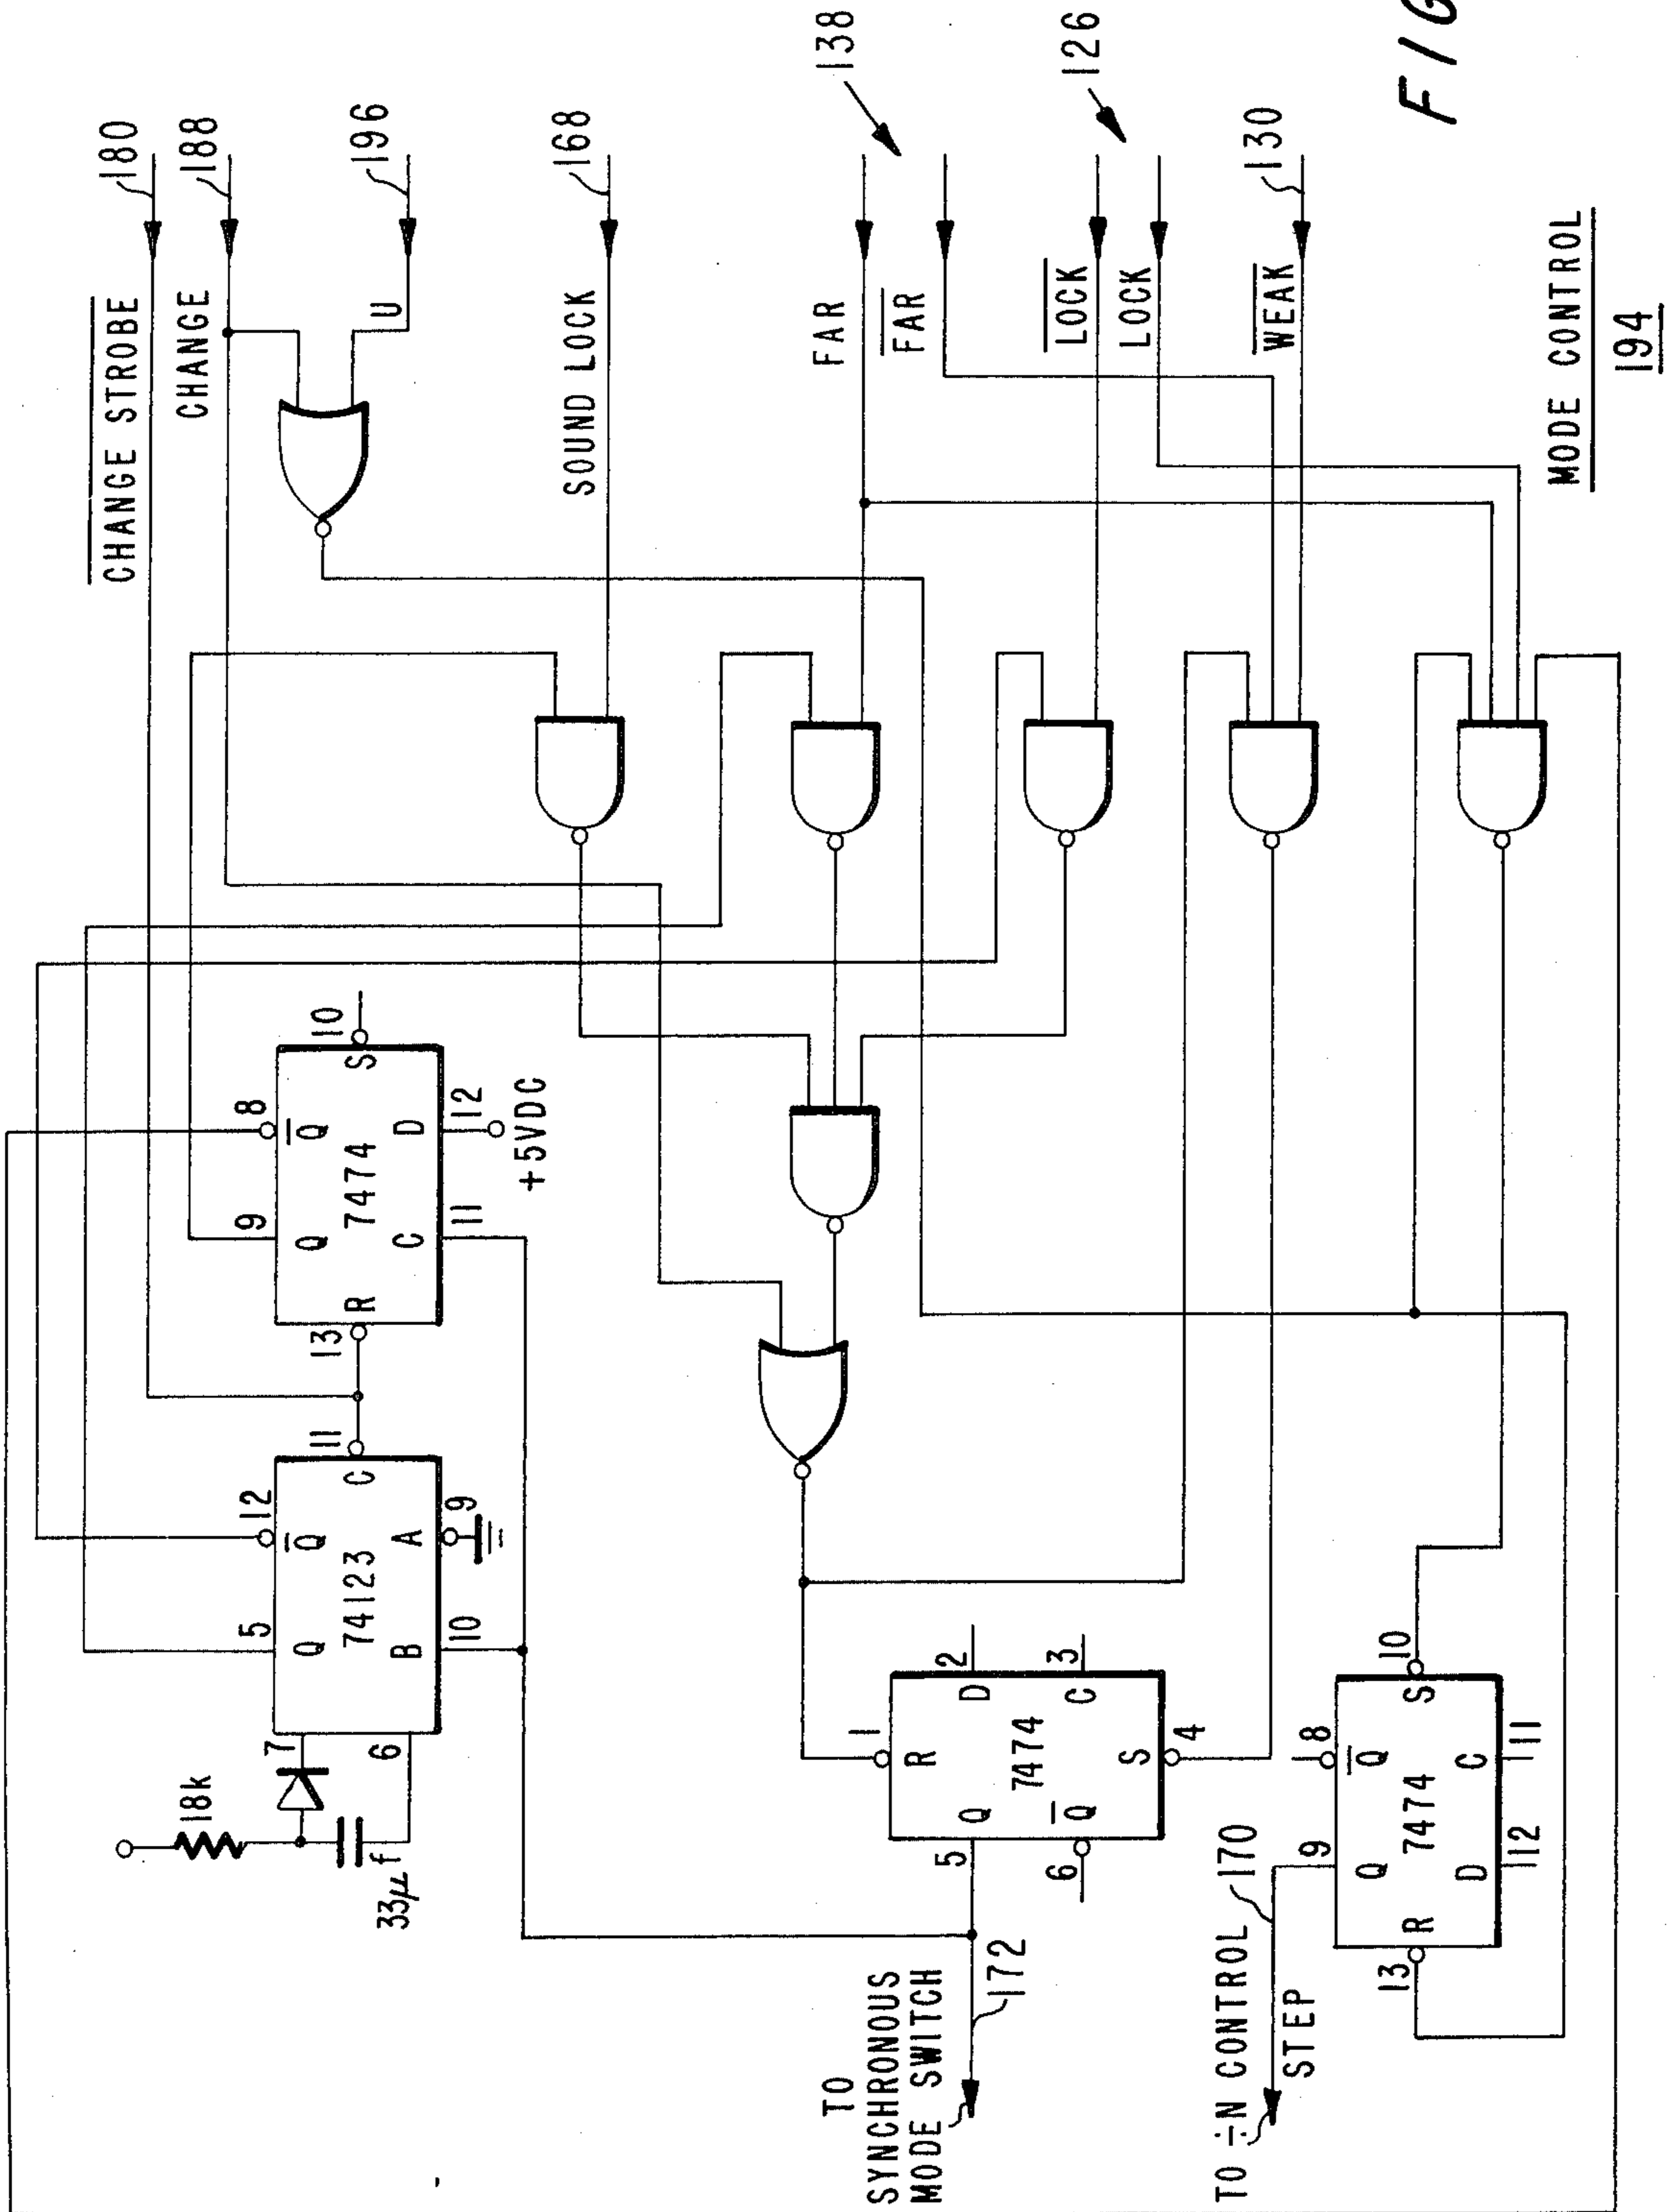 CHANGE STROBE
180
CHANGE
188
U
196
SOUND LOCK
168
FAR
FAR
138
LOCK
LOCK
126
WEAK
130
MODE CONTROL
194
FIG
18k
33µf
7
6
5
Q
12
Q
74123
C
11
B
10
A
9
13
R
9
Q
8
Q
7474
S
10
C
11
D
12
+5VDC
1
R
2
D
3
C
7474
5
Q
6
Q
S
4
TO
SYNCHRONOUS
MODE SWITCH
172
9
Q
8
Q
7474
S
10
13
R
D
12
C
11
TO ÷N CONTROL
STEP
170